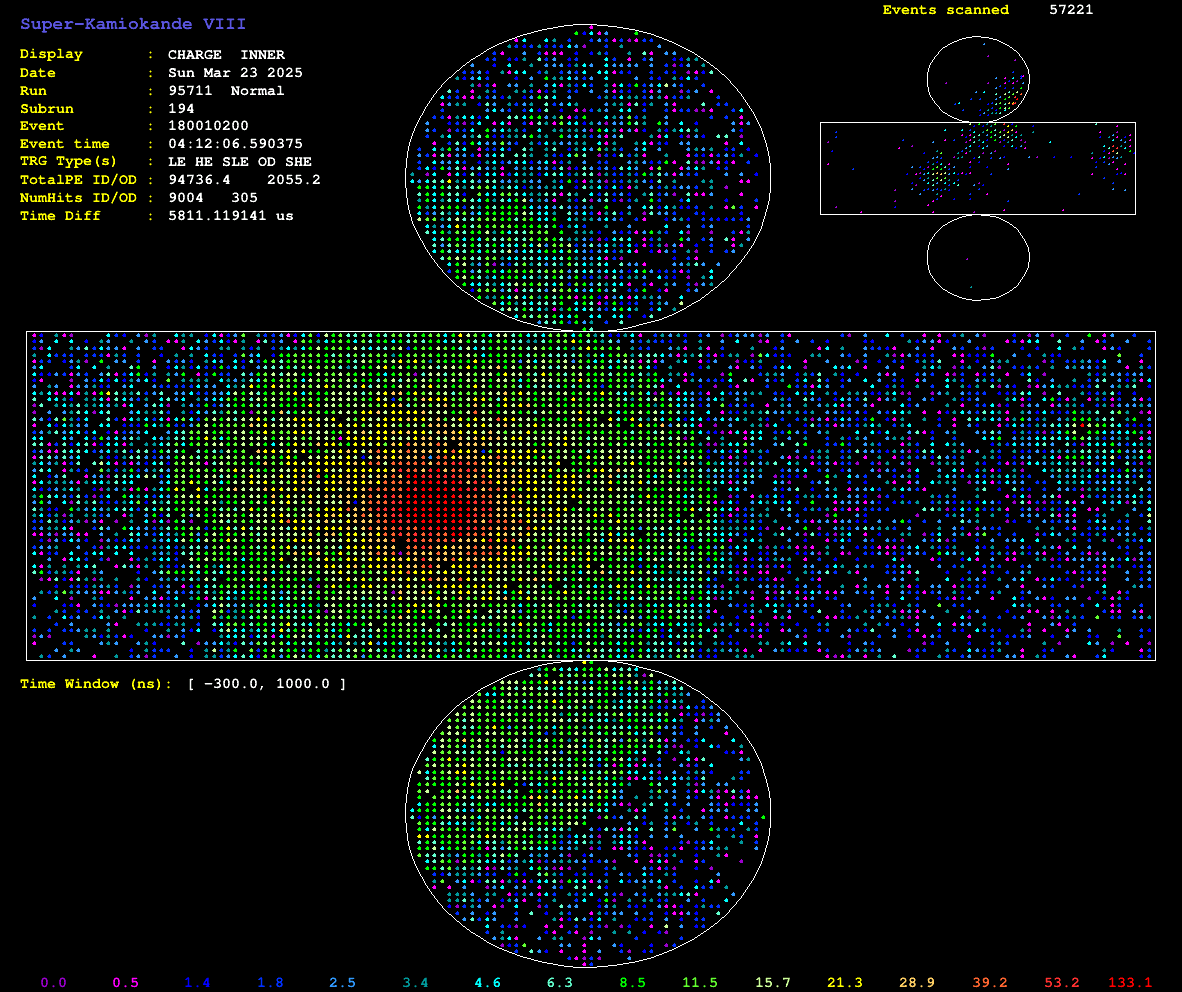 Super-Kamiokande VIII
Events scanned 57221
Display : CHARGE INNER
Date : Sun Mar 23 2025
Run : 95711 Normal
Subrun : 194
Event : 180010200
Event time : 04:12:06.590375
TRG Type(s) : LE HE SLE OD SHE
TotalPE ID/OD : 94736.4 2055.2
NumHits ID/OD : 9004 305
Time Diff : 5811.119141 us
Time Window (ns): [ −300.0, 1000.0 ]
0.0 0.5 1.4 1.8 2.5 3.4 4.6 6.3 8.5 11.5 15.7 21.3 28.9 39.2 53.2 133.1